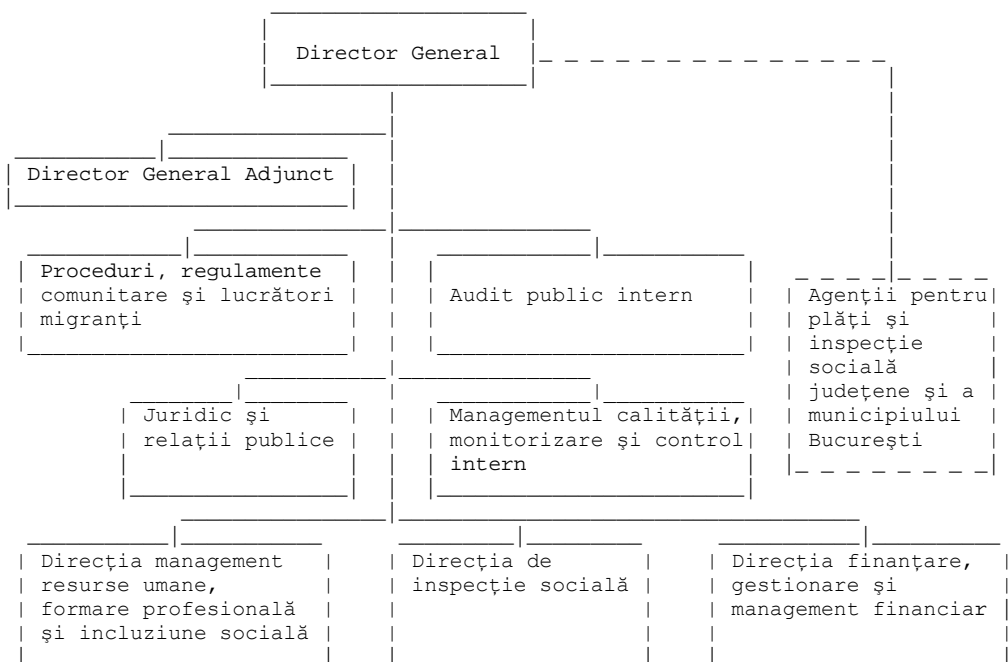 Director General
Director General Adjunct
Proceduri, regulamente
comunitare şi lucrători
migranţi
Audit public intern
Agenţii pentru
plăţi şi
inspecţie
socială
judeţene şi a
municipiului
Bucureşti
Juridic şi
relaţii publice
Managementul calităţii,
monitorizare şi control
intern
Direcţia management
resurse umane,
formare profesională
şi incluziune socială
Direcţia de
inspecţie socială
Direcţia finanţare,
gestionare şi
management financiar